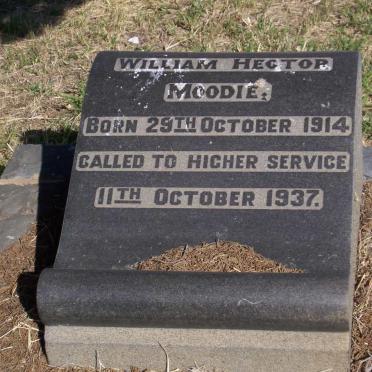 WILLIAM HECTOR
MOODIE.
BORN 29TH OCTOBER 1914
CALLED TO HIGHER SERVICE
11TH OCTOBER 1937.